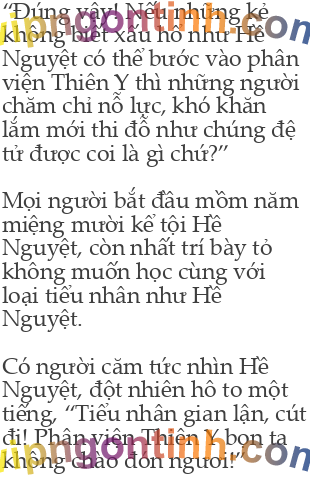 “Đúng vậy! Nếu những kẻ
không biết xấu hổ như Hề
Nguyệt có thể bước vào phân
viện Thiên Y thì những người
chăm chỉ nỗ lực, khó khăn
lắm mới thi đỗ như chúng đệ
tử được coi là gì chứ?”
Mọi người bắt đầu mồm năm
miệng mười kể tội Hề
Nguyệt, còn nhất trí bày tỏ
không muốn học cùng với
loại tiểu nhân như Hề
Nguyệt.
Có người căm tức nhìn Hề
Nguyệt, đột nhiên hô to một
tiếng, “Tiểu nhân gian lận, cút
đi! Phân viện Thiên Y bọn ta
không chào đón ngươi!”
vipngontinh.com
vipngontinh.com